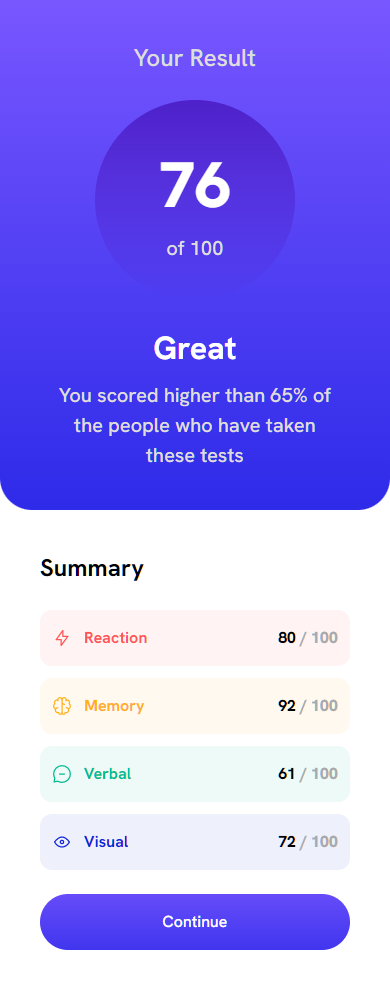 Your Result
76
of 100
Great
You scored higher than 65% of
the people who have taken
these tests
Summary
Reaction 80 / 100
Memory 92 / 100
Verbal 61 / 100
Visual 72 / 100
Continue